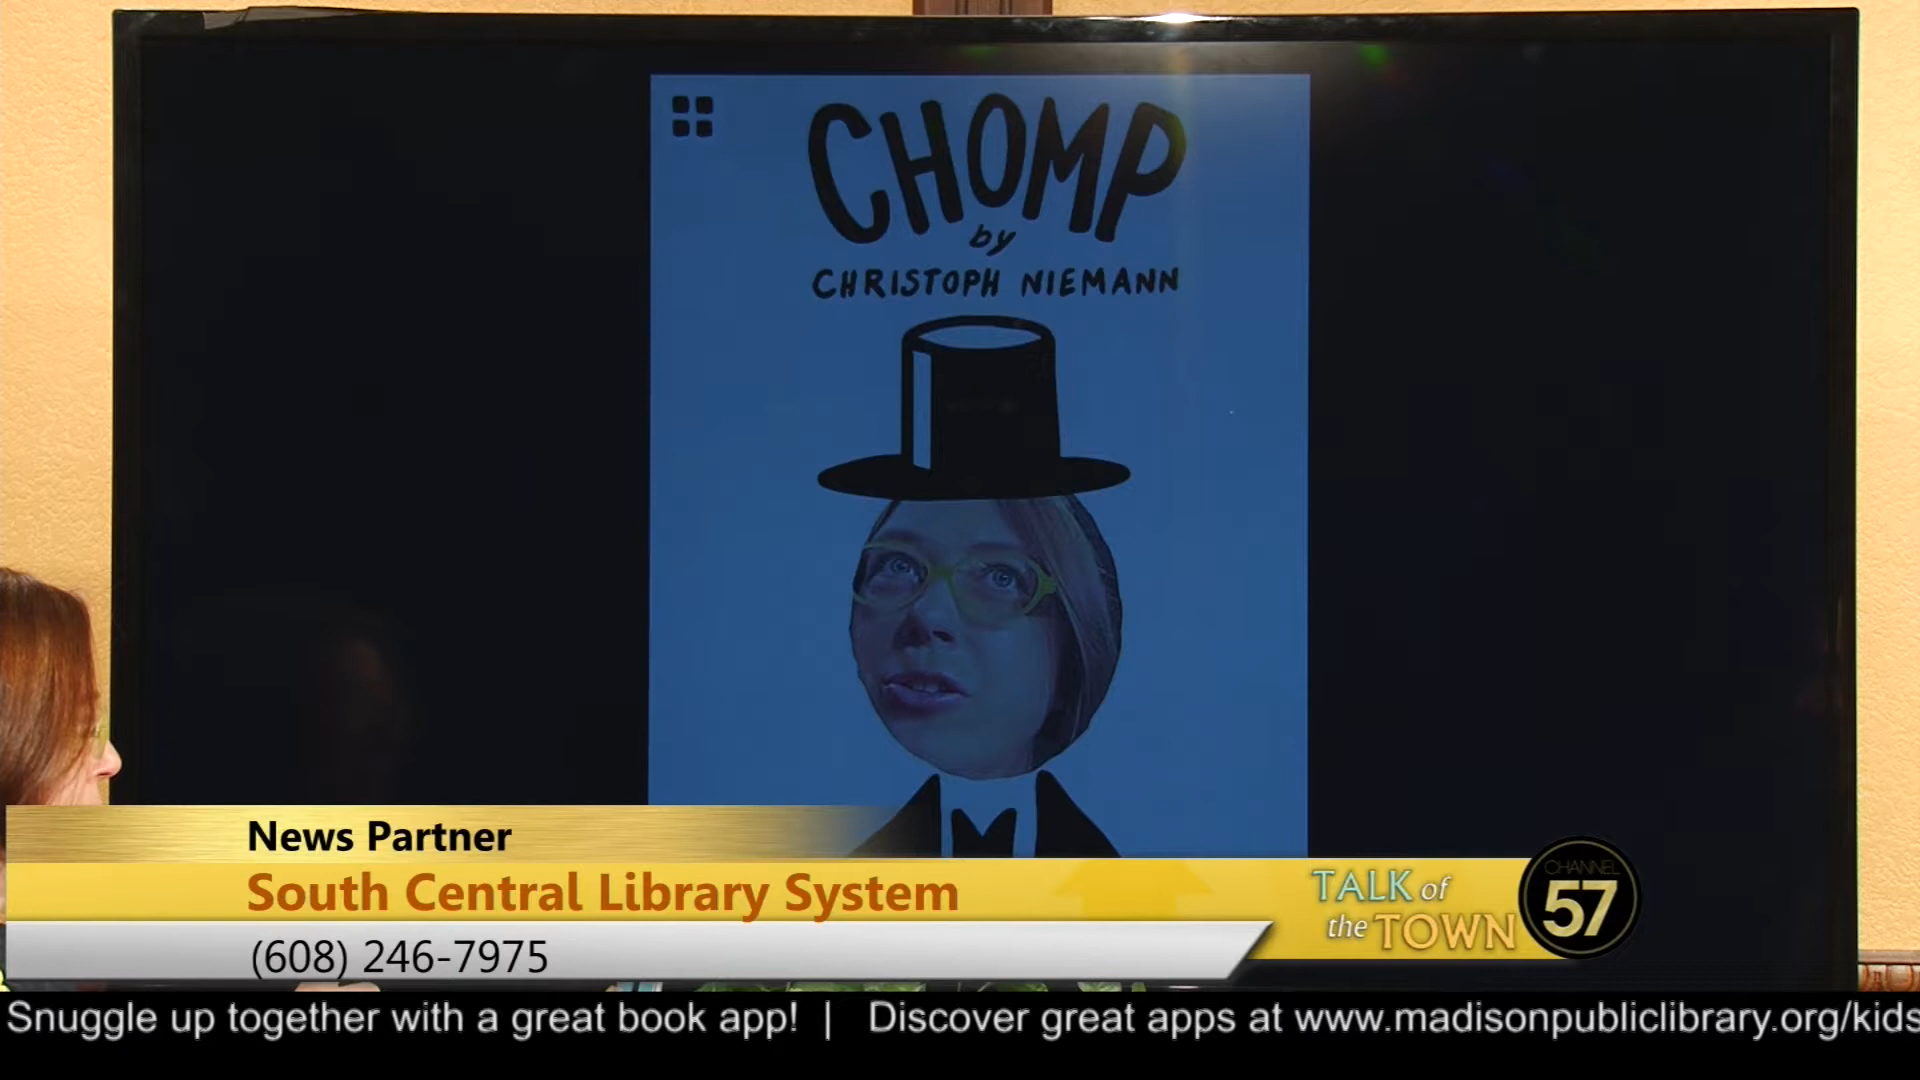 CHOMP
by
CHRISTOPH NIEMANN
News Partner
South Central Library System
(608) 246-7975
TALK of
the TOWN
CHANNEL
57
Snuggle up together with a great book app! | Discover great apps at www.madisonpubliclibrary.org/kids